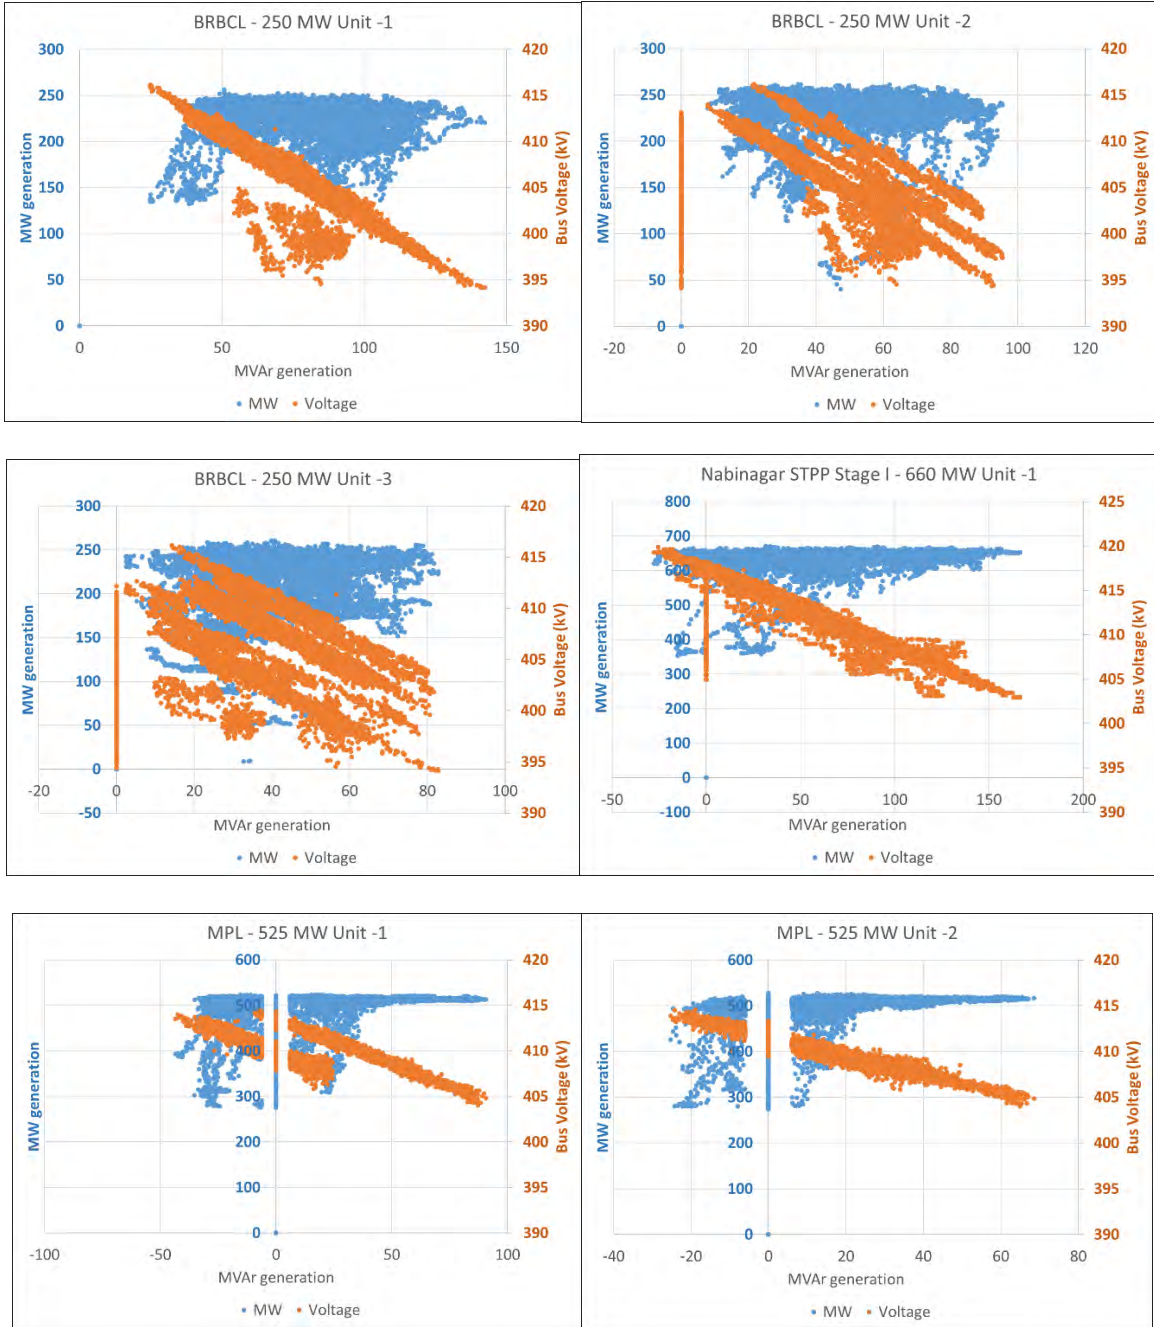 BRBCL - 250 MW Unit -1
300
250
200
150
100
50
0
420
415
410
405
400
395
390
0 50 100 150
MW generation
Bus Voltage (kV)
MVAr generation
MW Voltage
BRBCL - 250 MW Unit -2
300
250
200
150
100
50
0
420
415
410
405
400
395
390
-20 0 20 40 60 80 100 120
MW generation
Bus Voltage (kV)
MVAr generation
MW Voltage
BRBCL - 250 MW Unit -3
300
250
200
150
100
50
0
-50
420
415
410
405
400
395
390
-20 0 20 40 60 80 100
MW generation
Bus Voltage (kV)
MVAr generation
MW Voltage
Nabinagar STPP Stage I - 660 MW Unit -1
800
700
600
500
400
300
200
100
0
-100
425
420
415
410
405
400
395
390
-50 0 50 100 150 200
MW generation
Bus Voltage (kV)
MVAr generation
MW Voltage
MPL - 525 MW Unit -1
600
500
400
300
200
100
0
420
415
410
405
400
395
390
-100 -50 0 50 100
MW generation
Bus Voltage (kV)
MVAr generation
MW Voltage
MPL - 525 MW Unit -2
600
500
400
300
200
100
0
420
415
410
405
400
395
390
-40 -20 0 20 40 60 80
MW generation
Bus Voltage (kV)
MVAr generation
MW Voltage